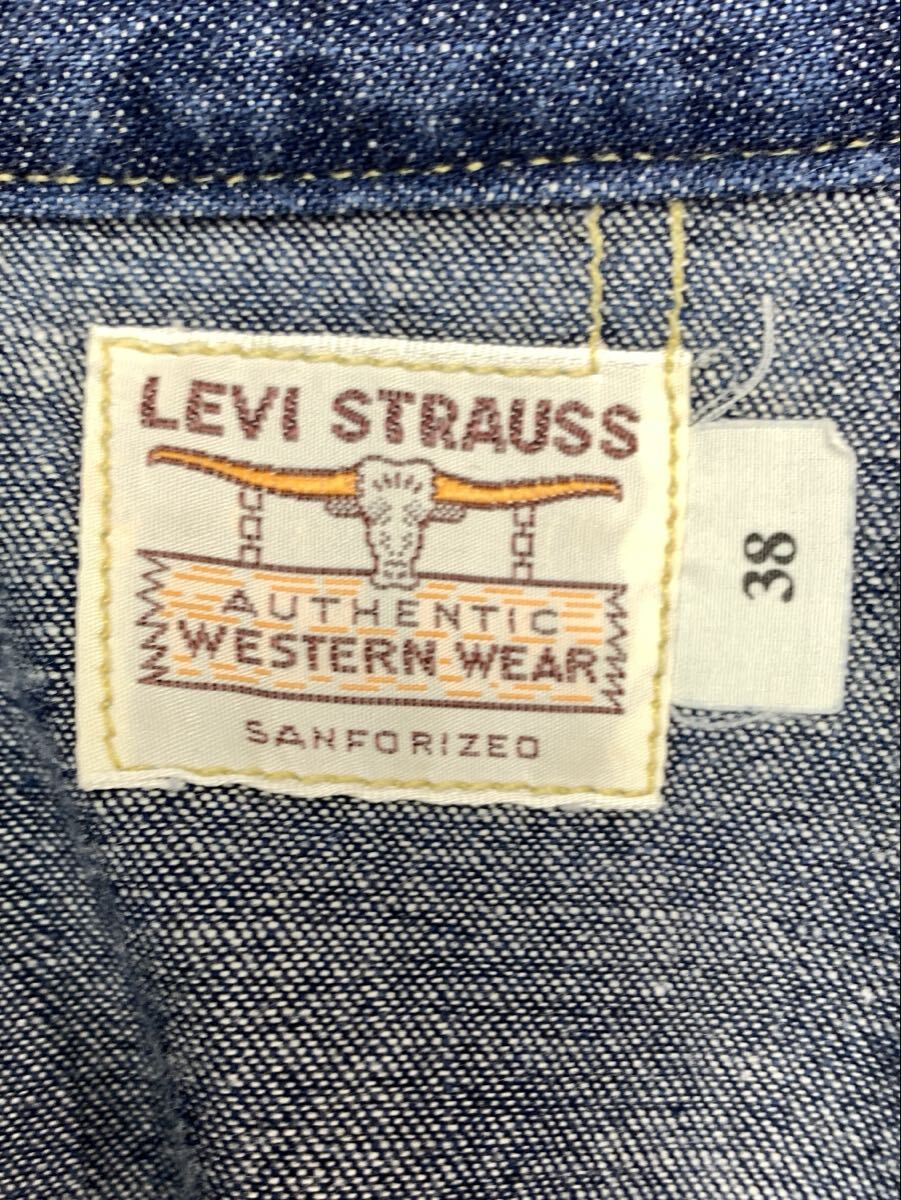 LEVI STRAUSS
AUTHENTIC
WESTERN WEAR
SANFORIZED
38